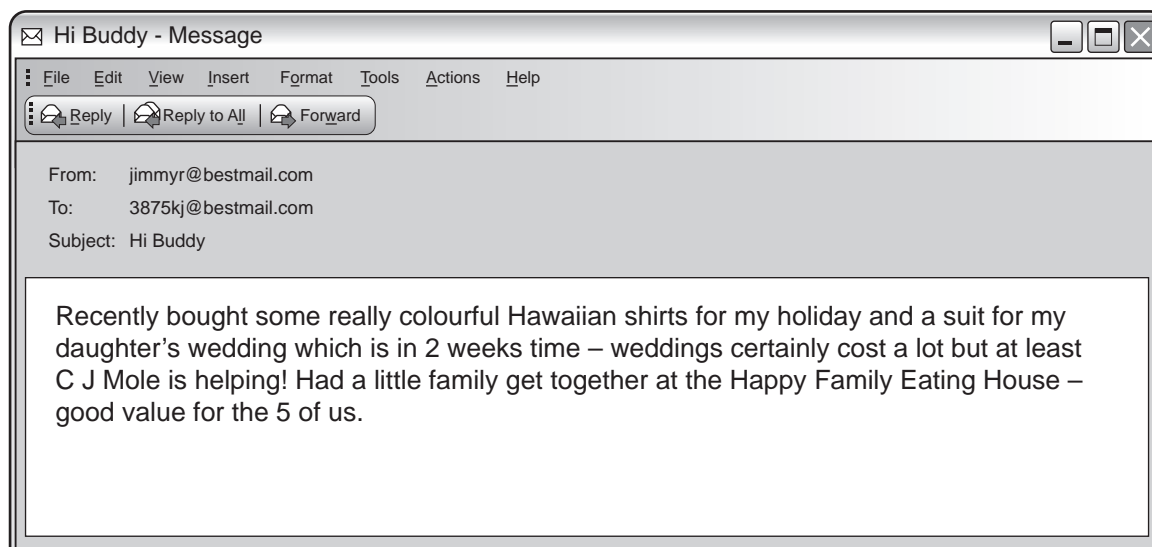 Hi Buddy - Message
File Edit View Insert Format Tools Actions Help
Reply Reply to All Forward
From: jimmyr@bestmail.com
To: 3875kj@bestmail.com
Subject: Hi Buddy
Recently bought some really colourful Hawaiian shirts for my holiday and a suit for my
daughter’s wedding which is in 2 weeks time – weddings certainly cost a lot but at least
C J Mole is helping! Had a little family get together at the Happy Family Eating House –
good value for the 5 of us.